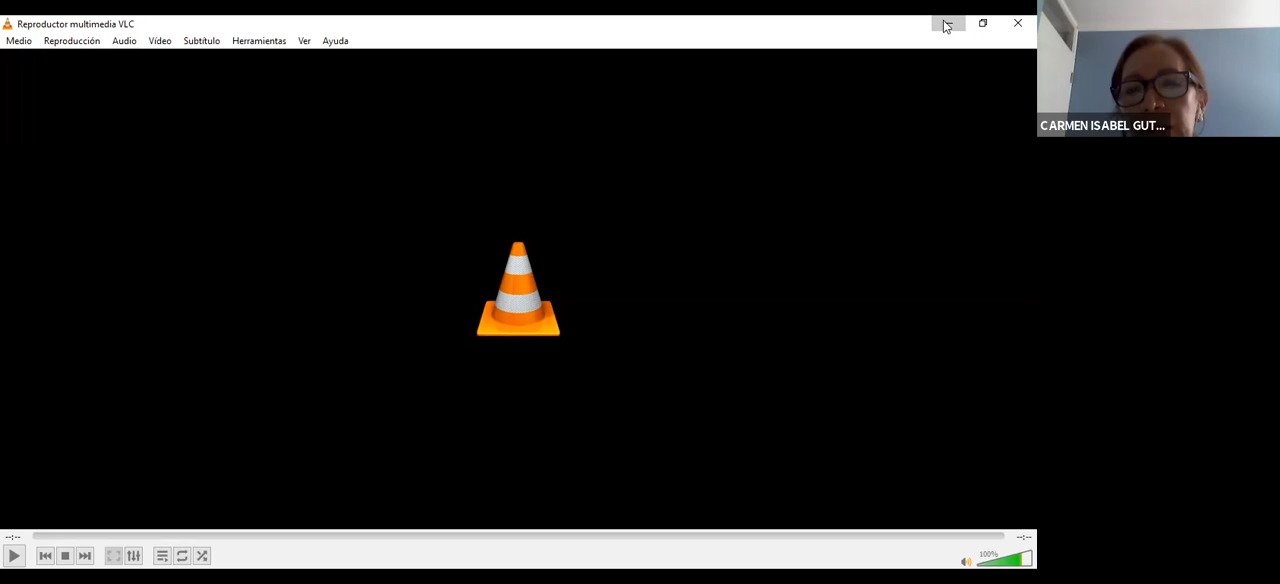 Reproductor multimedia VLC
Medio Reproducción Audio Vídeo Subtítulo Herramientas Ver Ayuda
CARMEN ISABEL GUT...
--:-- --:--
100%